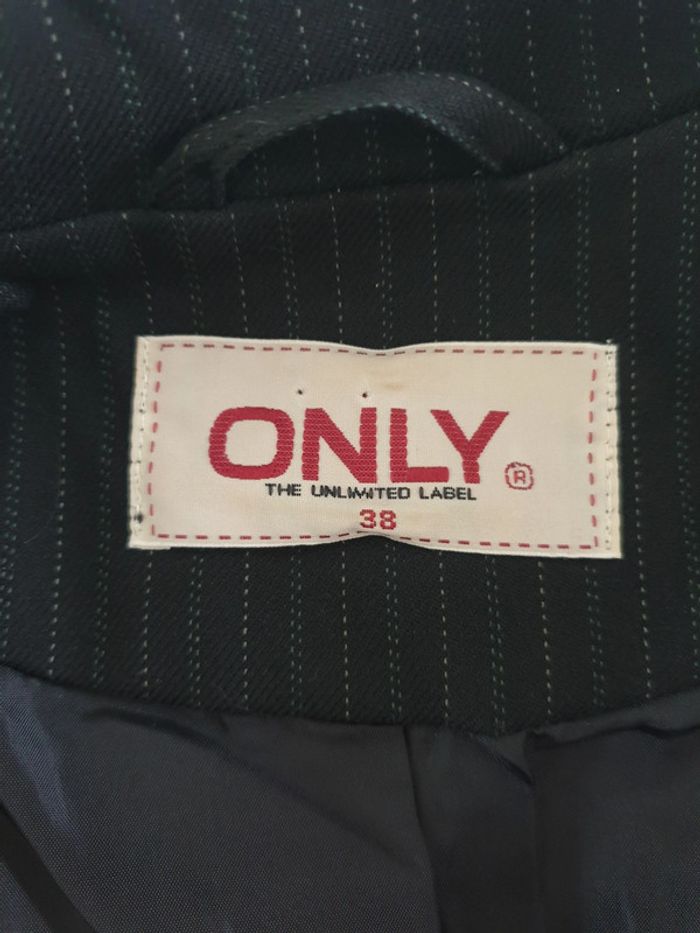 ONLY ®
THE UNLIMITED LABEL
38